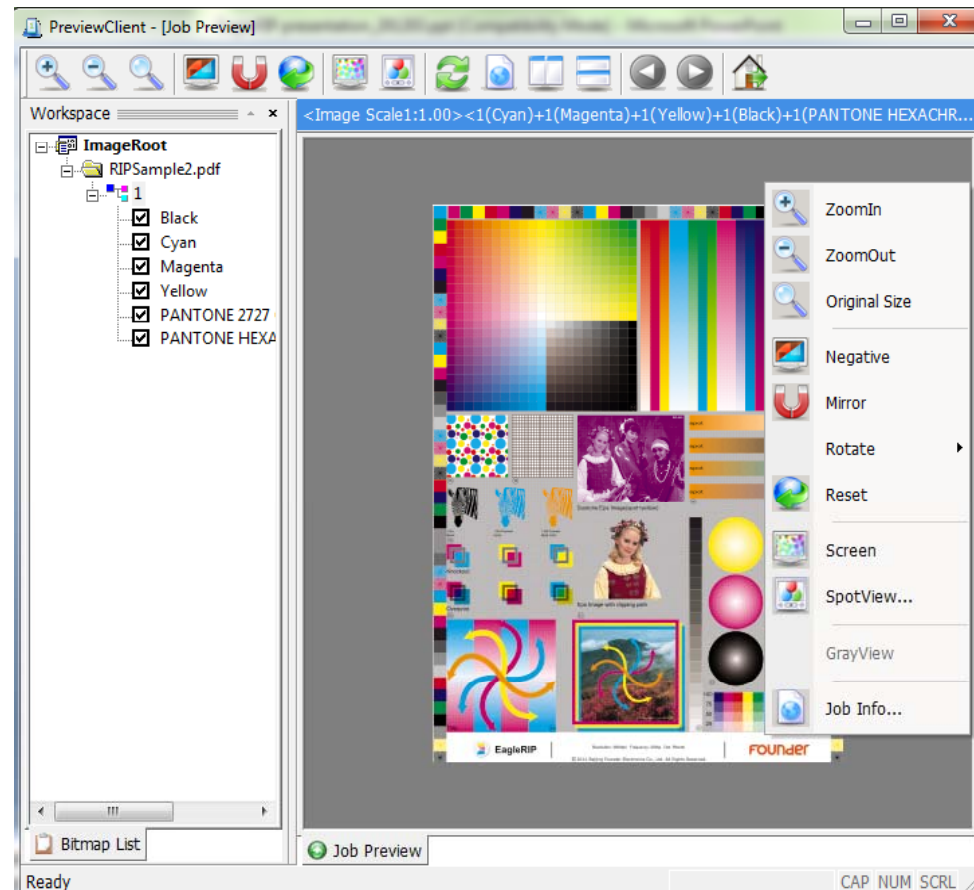 PreviewClient - [Job Preview]
Workspace
<Image Scale1:1.00><1(Cyan)+1(Magenta)+1(Yellow)+1(Black)+1(PANTONE HEXACHR...
ImageRoot
RIPSample2.pdf
1
Black
Cyan
Magenta
Yellow
PANTONE 2727
PANTONE HEXA
ZoomIn
ZoomOut
Original Size
Negative
Mirror
Rotate
Reset
Screen
SpotView...
GrayView
Job Info...
EagleRIP
FOUNDER
Bitmap List
Job Preview
Ready
CAP NUM SCRL